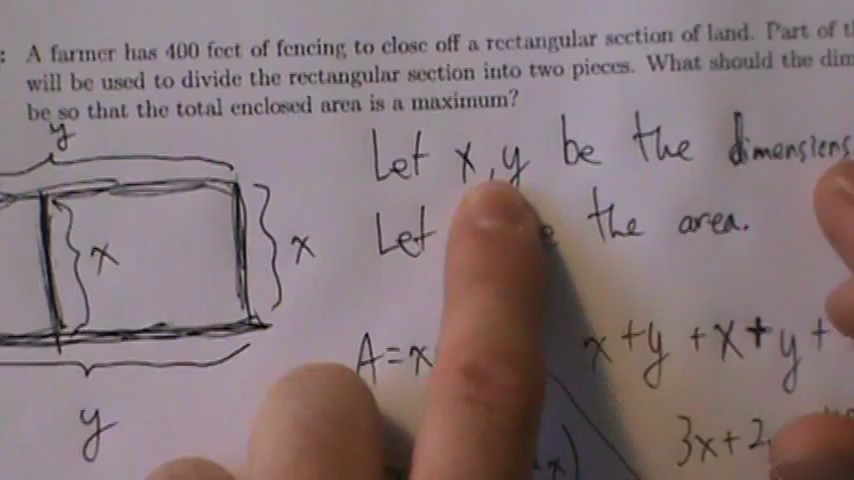 : A farmer has 400 feet of fencing to close off a rectangular section of land. Part of
will be used to divide the rectangular section into two pieces. What should the
be so that the total enclosed area is a maximum?
y
Let x, y be the dimensions.
x
x
Let the area.
A = x
x + y + x + y +
3x + 2
y
x)